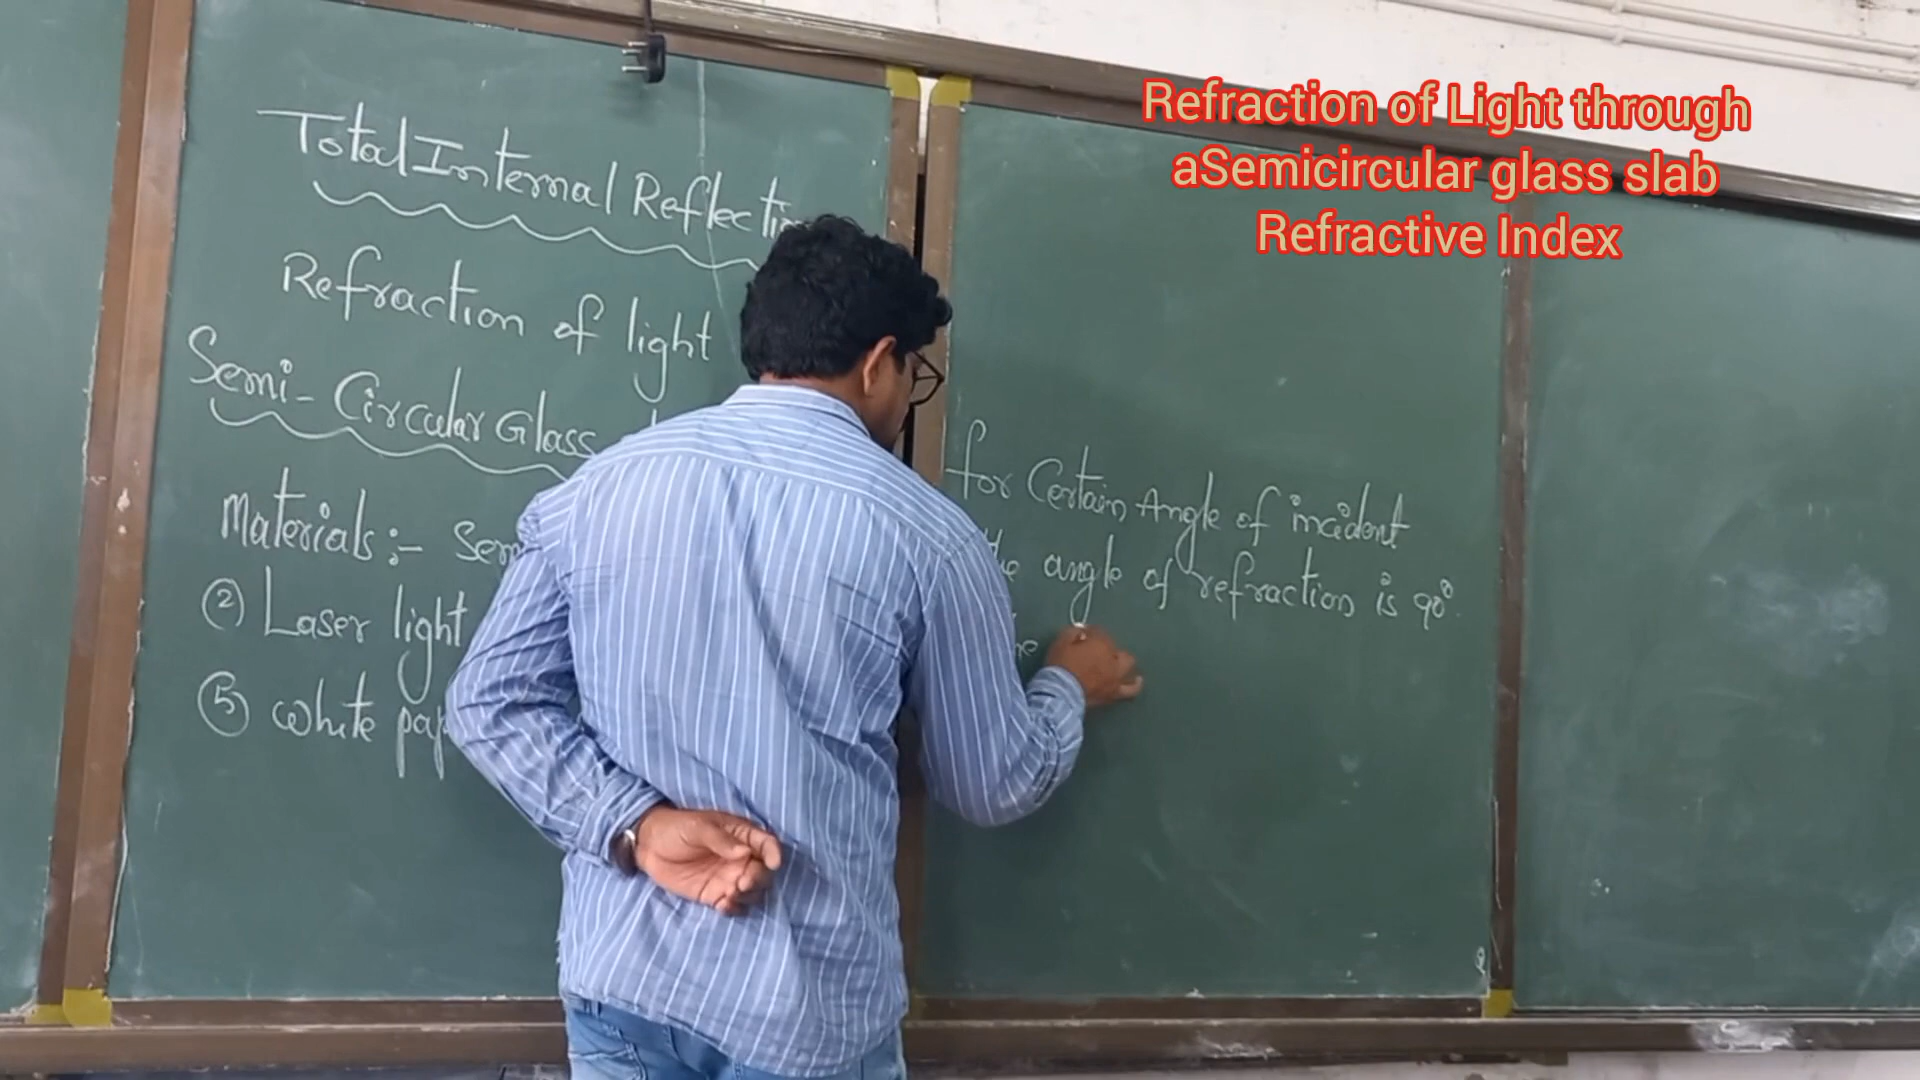 Total Internal Reflecti
Refraction of light
Semi-Circular Glass
Materials:- Sem
② Laser light
⑤ white pap
for Certain Angle of incident
the angle of refraction is 90°.
Refraction of Light through
aSemicircular glass slab
Refractive Index